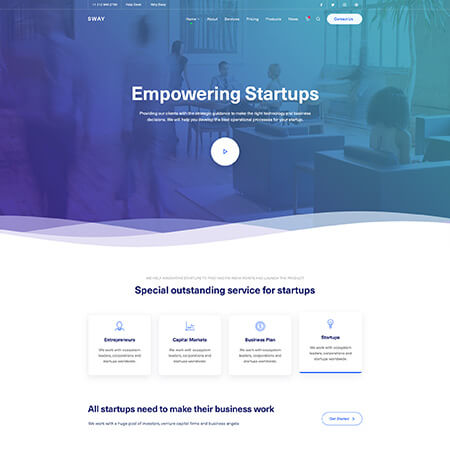 +1 212 946 2799 Help Desk Why Sway
SWAY Home About Services Pricing Products News Contact Us
Empowering Startups
Providing our clients with the strategic guidance to make the right technology and business
decisions. We will help you develop the best operational processes for your startup.
WE HELP INNOVATIVE STARTUPS TO FIND AND LAUNCH THE PRODUCT
Special outstanding service for startups
Entrepreneurs
We work with ecosystem
leaders, corporations and
startups worldwide.
Capital Markets
We work with ecosystem
leaders, corporations and
startups worldwide.
Business Plan
We work with ecosystem
leaders, corporations and
startups worldwide.
Startups
We work with ecosystem
leaders, corporations and
startups worldwide.
All startups need to make their business work
We work with a huge pool of investors, venture capital firms and business angels
Get Started